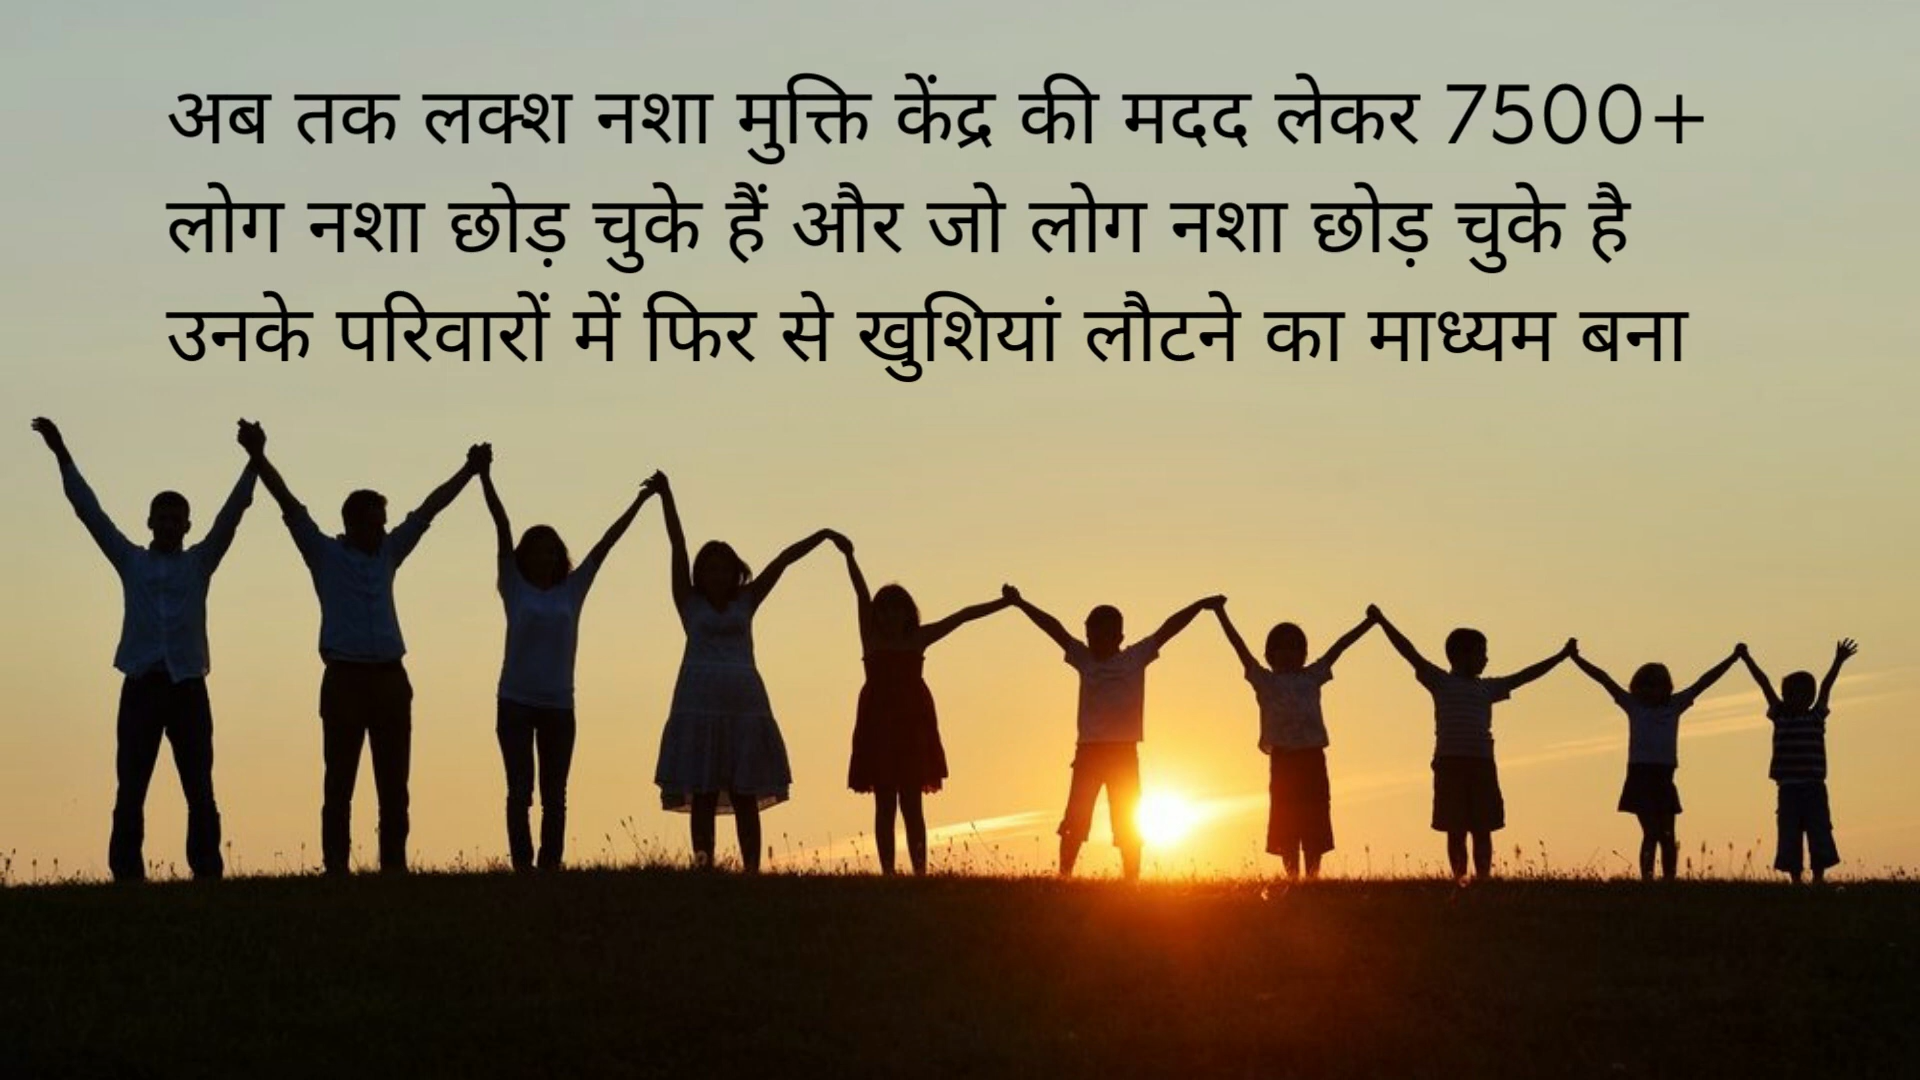 अब तक लक्श नशा मुक्ति केंद्र की मदद लेकर 7500+
लोग नशा छोड़ चुके हैं और जो लोग नशा छोड़ चुके है
उनके परिवारों में फिर से खुशियां लौटने का माध्यम बना